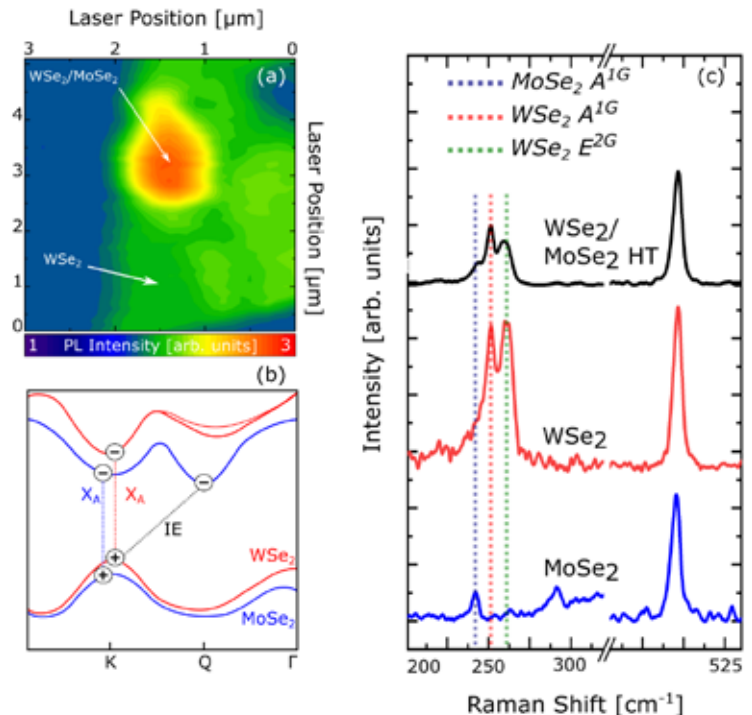 Laser Position [µm]
3 2 1 0
(a)
WSe₂/MoSe₂
WSe₂
4
3
2
1
0
Laser Position [µm]
1 PL Intensity [arb. units] 3
(b)
X_A X_A
IE
WSe₂
MoSe₂
K Q Γ
(c)
MoSe₂ A¹ᴳ
WSe₂ A¹ᴳ
WSe₂ E²ᴳ
WSe₂/
MoSe₂ HT
WSe₂
MoSe₂
Intensity [arb. units]
200 250 300 525
Raman Shift [cm⁻¹]